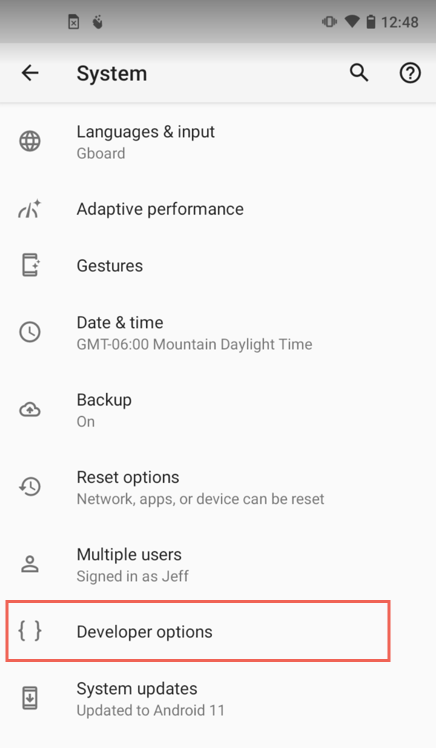 12:48
System
Languages & input
Gboard
Adaptive performance
Gestures
Date & time
GMT-06:00 Mountain Daylight Time
Backup
On
Reset options
Network, apps, or device can be reset
Multiple users
Signed in as Jeff
{ } Developer options
System updates
Updated to Android 11